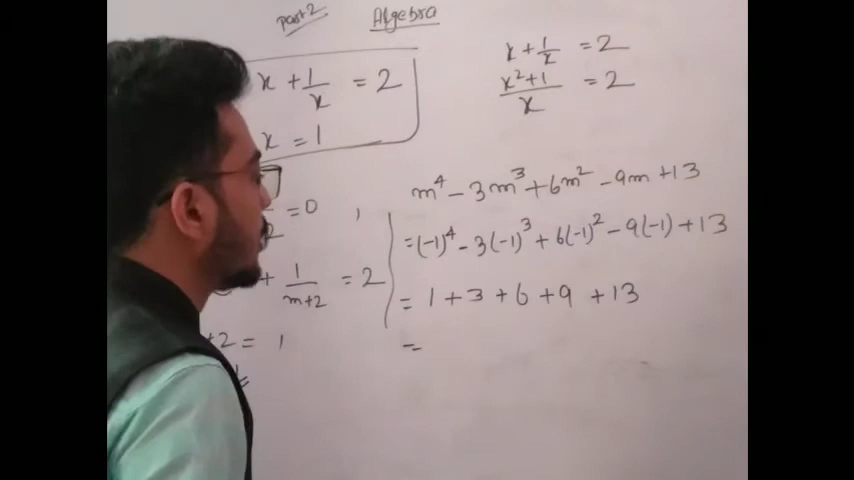 part 2 Algebra
x + 1/x = 2
x = 1
x + 1/x = 2
(x² + 1)/x = 2
= 0 ,
+ 1/(m+2) = 2
+2 = 1
m⁴ - 3m³ + 6m² - 9m + 13
= (-1)⁴ - 3(-1)³ + 6(-1)² - 9(-1) + 13
= 1 + 3 + 6 + 9 + 13
=